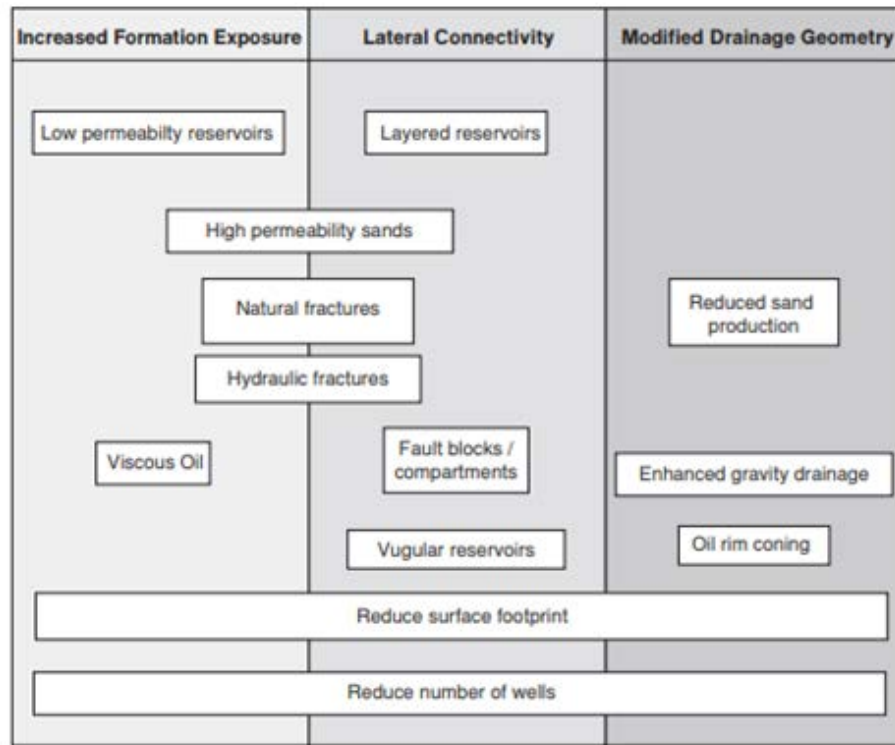 Increased Formation Exposure
Lateral Connectivity
Modified Drainage Geometry
Low permeabilty reservoirs
Layered reservoirs
High permeability sands
Natural fractures
Reduced sand
production
Hydraulic fractures
Viscous Oil
Fault blocks /
compartments
Enhanced gravity drainage
Vugular reservoirs
Oil rim coning
Reduce surface footprint
Reduce number of wells